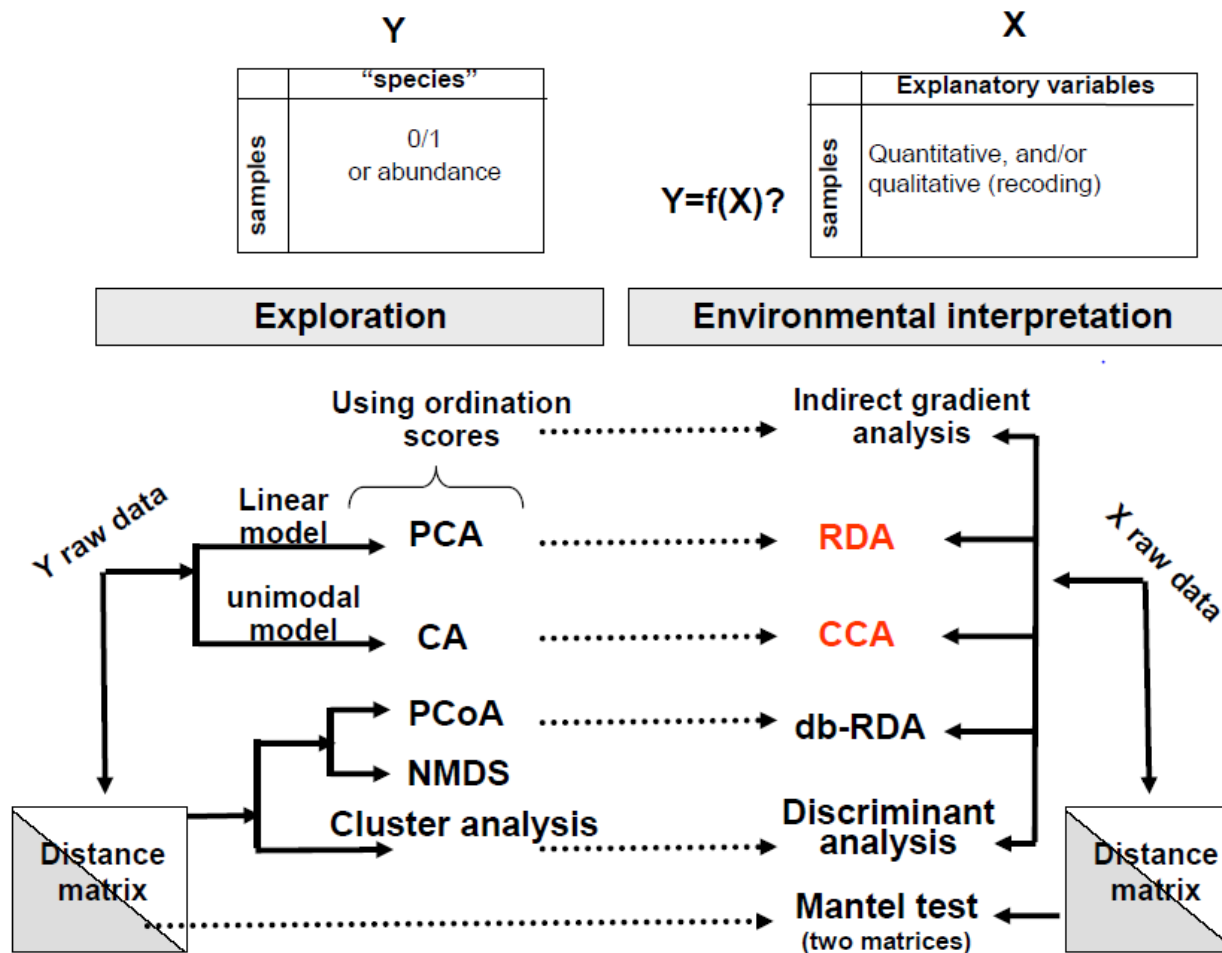 Y
X
“species”
samples
0/1
or abundance
Explanatory variables
samples
Quantitative, and/or
qualitative (recoding)
Y=f(X)?
Exploration
Environmental interpretation
Using ordination
scores
Indirect gradient
analysis
Y raw data
Linear
model
PCA
RDA
X raw data
unimodal
model
CA
CCA
PCoA
db-RDA
NMDS
Cluster analysis
Discriminant
analysis
Distance
matrix
Distance
matrix
Mantel test
(two matrices)